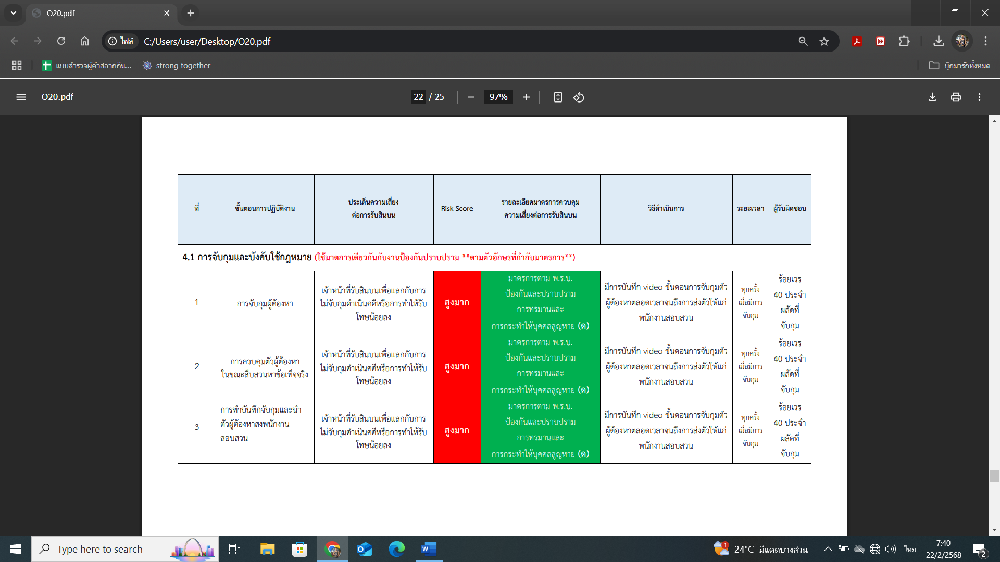 O20.pdf
ไฟล์
C:/Users/user/Desktop/O20.pdf
แบบสำรวจผู้ค้าสลากกิน...
strong together
บุ๊กมาร์กทั้งหมด
O20.pdf
22 / 25
97%
ที่
ขั้นตอนการปฏิบัติงาน
ประเด็นความเสี่ยง
ต่อการรับสินบน
Risk Score
รายละเอียดมาตรการควบคุม
ความเสี่ยงต่อการรับสินบน
วิธีดำเนินการ
ระยะเวลา
ผู้รับผิดชอบ
4.1 การจับกุมและบังคับใช้กฎหมาย (ใช้มาตการเดียวกันกับงานป้องกันปราบปราม **ตามตัวอักษรที่กำกับมาตรการ**)
1
การจับกุมผู้ต้องหา
เจ้าหน้าที่รับสินบนเพื่อแลกกับการ
ไม่จับกุมดำเนินคดีหรือการทำให้รับ
โทษน้อยลง
สูงมาก
มาตรการตาม พ.ร.บ.
ป้องกันและปราบปราม
การทรมานและ
การกระทำให้บุคคลสูญหาย (ด)
มีการบันทึก video ขั้นตอนการจับกุมตัว
ผู้ต้องหาตลอดเวลาจนถึงการส่งตัวให้แก่
พนักงานสอบสวน
ทุกครั้ง
เมื่อมีการ
จับกุม
ร้อยเวร
40 ประจำ
ผลัดที่
จับกุม
2
การควบคุมตัวผู้ต้องหา
ในขณะสืบสวนหาข้อเท็จจริง
เจ้าหน้าที่รับสินบนเพื่อแลกกับการ
ไม่จับกุมดำเนินคดีหรือการทำให้รับ
โทษน้อยลง
สูงมาก
มาตรการตาม พ.ร.บ.
ป้องกันและปราบปราม
การทรมานและ
การกระทำให้บุคคลสูญหาย (ด)
มีการบันทึก video ขั้นตอนการจับกุมตัว
ผู้ต้องหาตลอดเวลาจนถึงการส่งตัวให้แก่
พนักงานสอบสวน
ทุกครั้ง
เมื่อมีการ
จับกุม
ร้อยเวร
40 ประจำ
ผลัดที่
จับกุม
3
การทำบันทึกจับกุมและนำ
ตัวผู้ต้องหาสงพนักงาน
สอบสวน
เจ้าหน้าที่รับสินบนเพื่อแลกกับการ
ไม่จับกุมดำเนินคดีหรือการทำให้รับ
โทษน้อยลง
สูงมาก
มาตรการตาม พ.ร.บ.
ป้องกันและปราบปราม
การทรมานและ
การกระทำให้บุคคลสูญหาย (ด)
มีการบันทึก video ขั้นตอนการจับกุมตัว
ผู้ต้องหาตลอดเวลาจนถึงการส่งตัวให้แก่
พนักงานสอบสวน
ทุกครั้ง
เมื่อมีการ
จับกุม
ร้อยเวร
40 ประจำ
ผลัดที่
จับกุม
Type here to search
1
24°C มีแดดบางส่วน
ไทย
7:40
22/2/2568
2